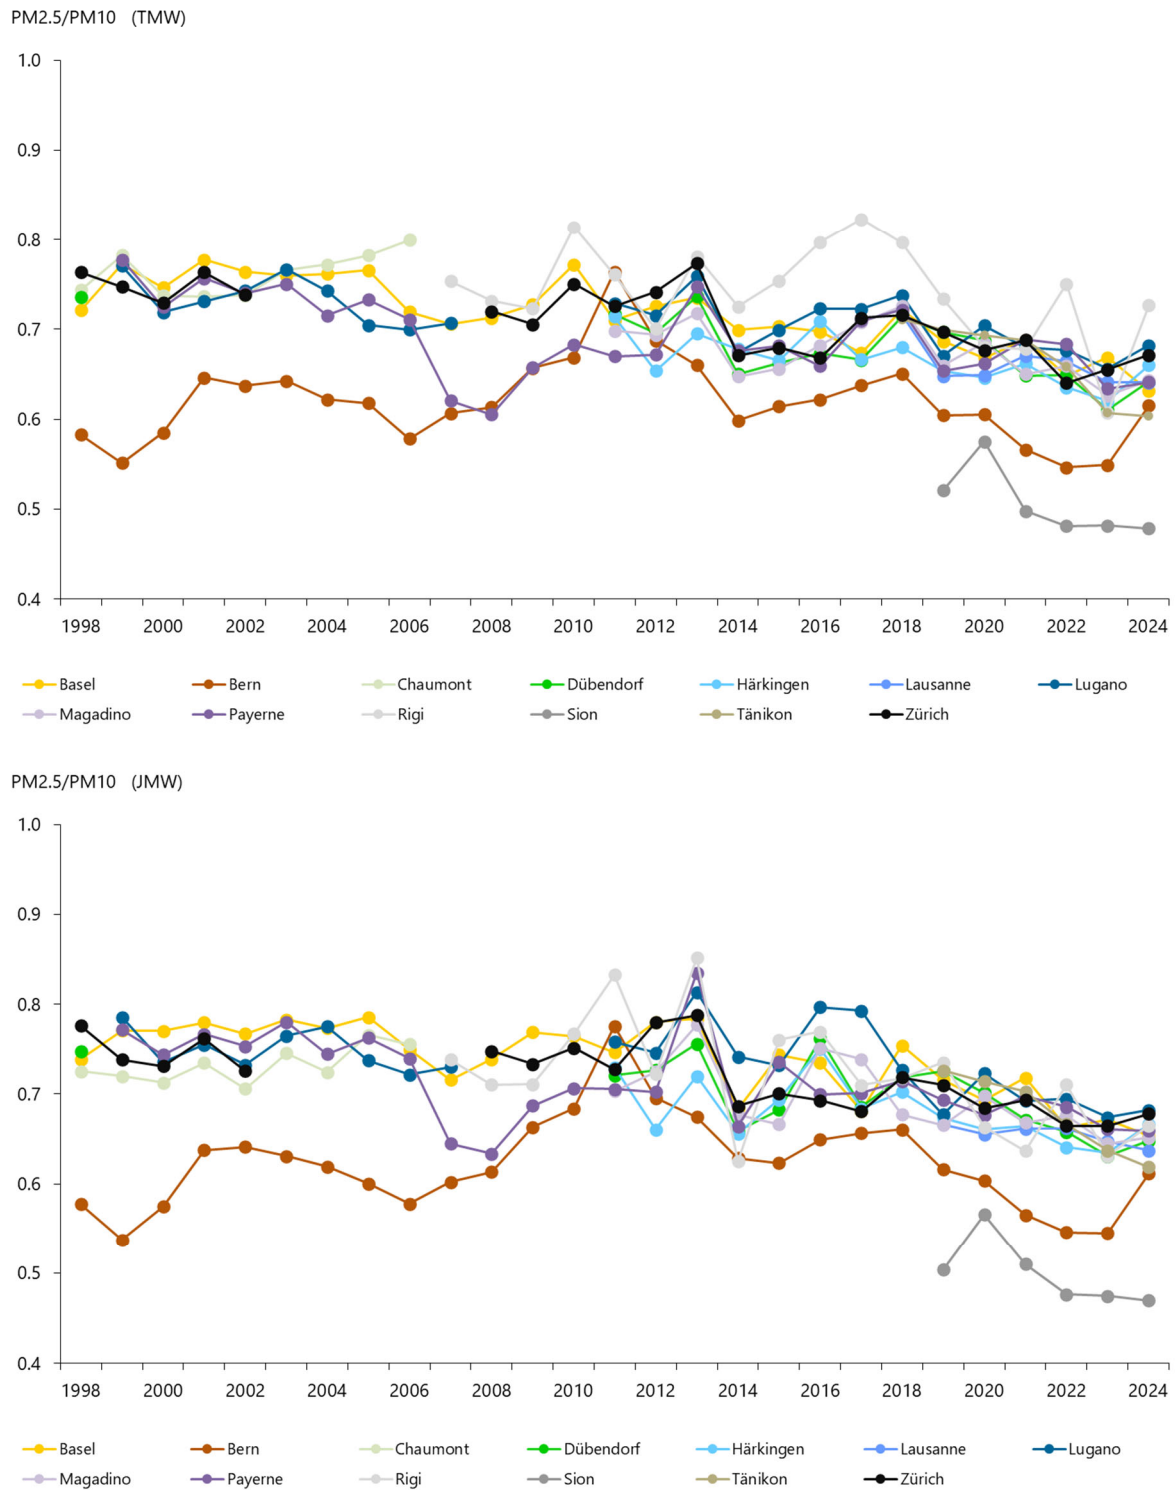 PM2.5/PM10 (TMW)
1.0
0.9
0.8
0.7
0.6
0.5
0.4
1998 2000 2002 2004 2006 2008 2010 2012 2014 2016 2018 2020 2022 2024
Basel Bern Chaumont Dübendorf Härkingen Lausanne Lugano
Magadino Payerne Rigi Sion Tänikon Zürich
PM2.5/PM10 (JMW)
1.0
0.9
0.8
0.7
0.6
0.5
0.4
1998 2000 2002 2004 2006 2008 2010 2012 2014 2016 2018 2020 2022 2024
Basel Bern Chaumont Dübendorf Härkingen Lausanne Lugano
Magadino Payerne Rigi Sion Tänikon Zürich